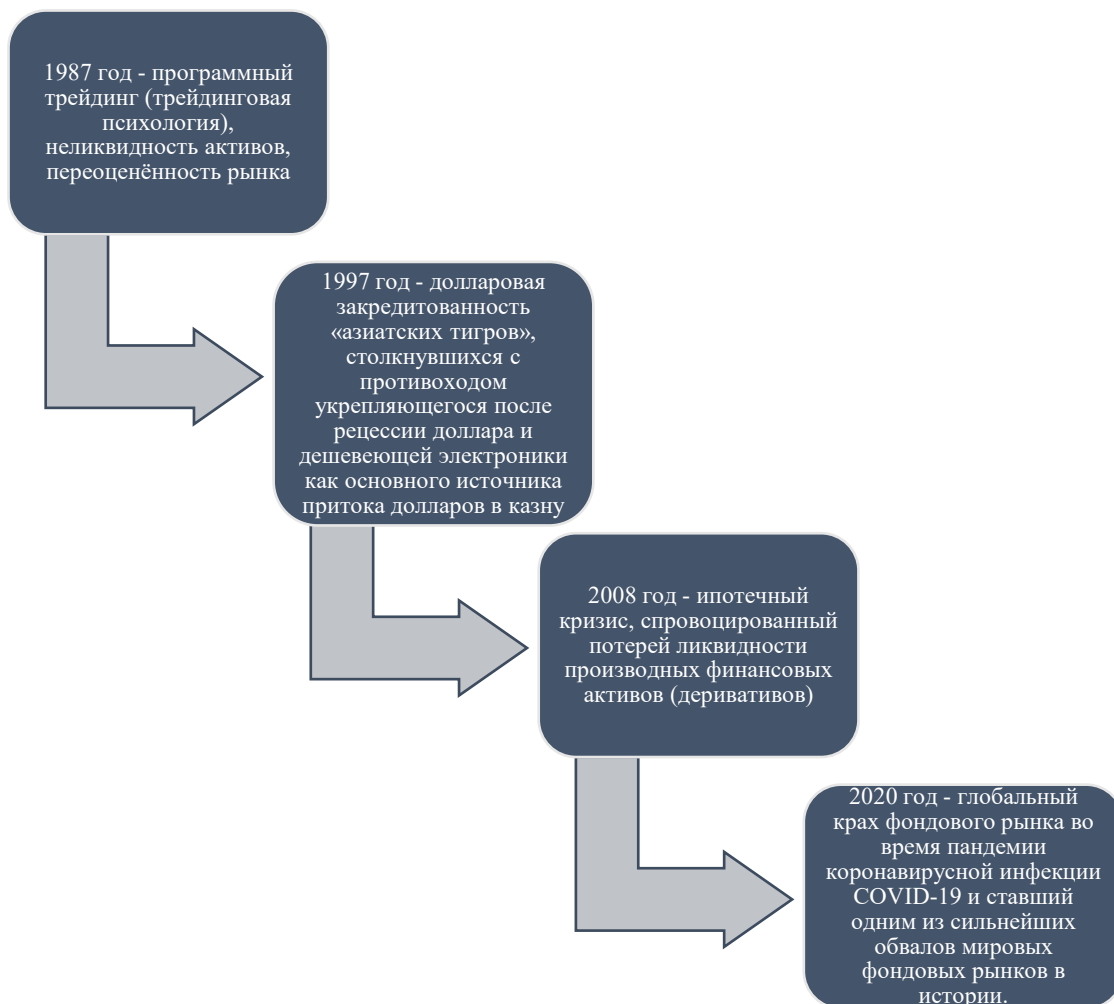 1987 год - программный
трейдинг (трейдинговая
психология),
неликвидность активов,
переоценённость рынка
1997 год - долларовая
закредитованность
«азиатских тигров»,
столкнувшихся с
противоходом
укрепляющегося после
рецессии доллара и
дешевеющей электроники
как основного источника
притока долларов в казну
2008 год - ипотечный
кризис, спровоцированный
потерей ликвидности
производных финансовых
активов (деривативов)
2020 год - глобальный
крах фондового рынка во
время пандемии
коронавирусной инфекции
COVID-19 и ставший
одним из сильнейших
обвалов мировых
фондовых рынков в
истории.